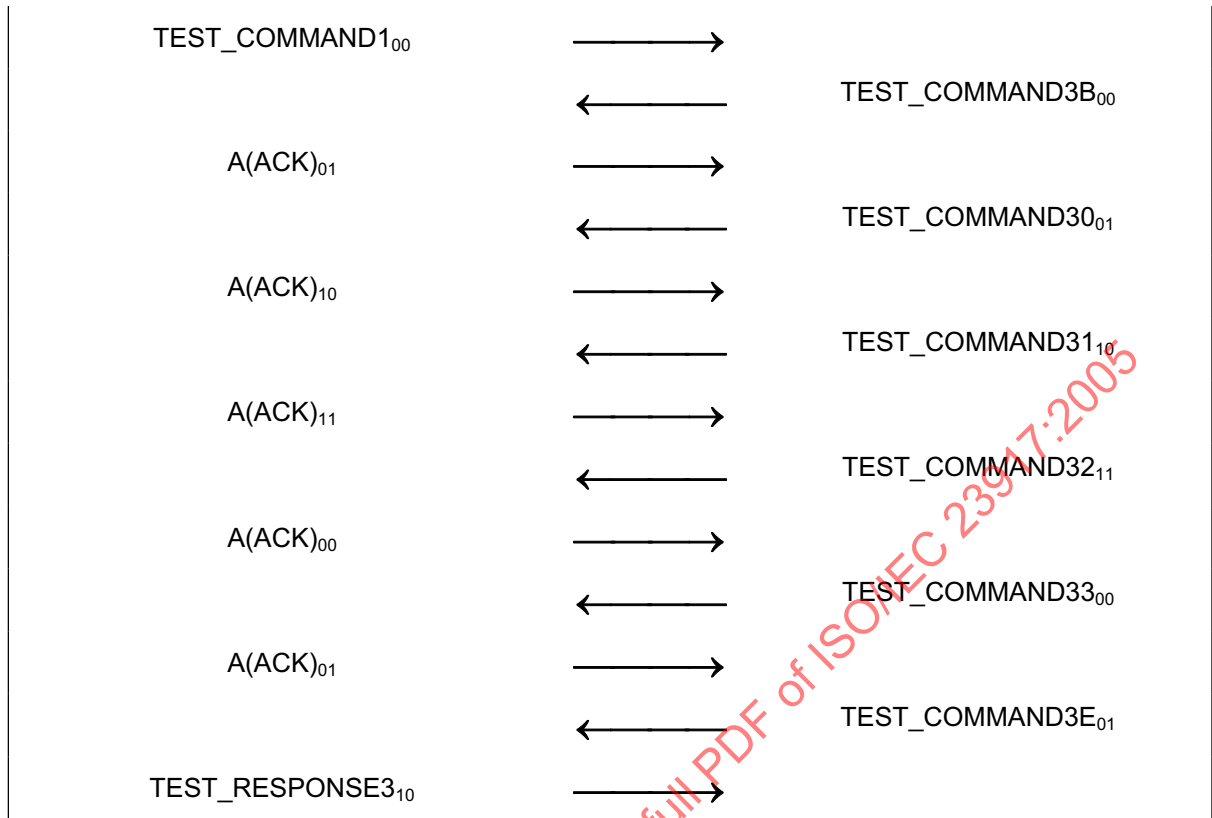 TEST_COMMAND1₀₀
TEST_COMMAND3B₀₀
A(ACK)₀₁
TEST_COMMAND30₀₁
A(ACK)₁₀
TEST_COMMAND31₁₀
A(ACK)₁₁
TEST_COMMAND32₁₁
A(ACK)₀₀
TEST_COMMAND33₀₀
A(ACK)₀₁
TEST_COMMAND3E₀₁
TEST_RESPONSE3₁₀
full PDF of ISO/IEC 23917:2005